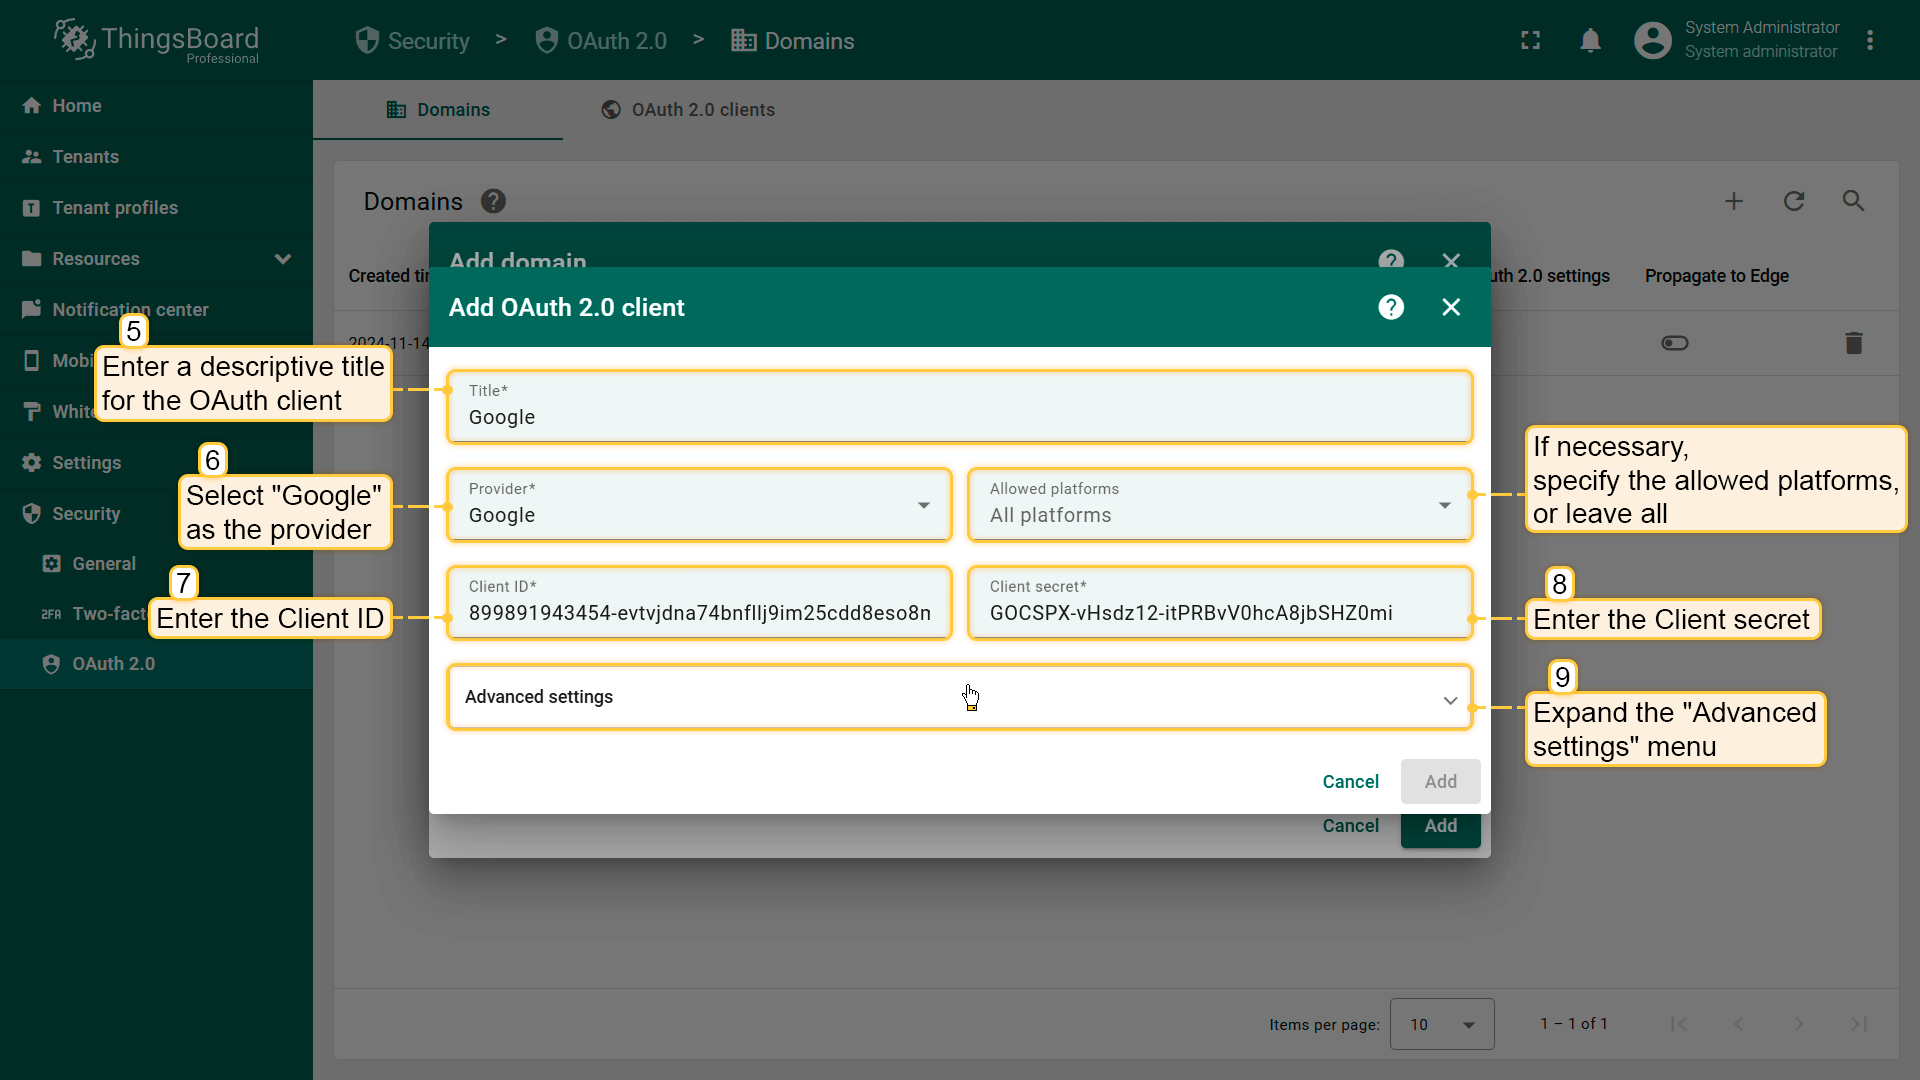 ThingsBoard
Professional
Security > OAuth 2.0 > Domains
System Administrator
System administrator
Home
Tenants
Tenant profiles
Resources
Notification center
Mobi
White
Settings
Security
General
2FA Two-fact
OAuth 2.0
Domains
OAuth 2.0 clients
Domains
Created tim
uth 2.0 settings
Propagate to Edge
2024-11-14
Add domain
Add OAuth 2.0 client
Title*
Google
Provider*
Google
Allowed platforms
All platforms
Client ID*
899891943454-evtvjdna74bnfllj9im25cdd8eso8n
Client secret*
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
Advanced settings
Cancel
Add
Cancel
Add
5
Enter a descriptive title
for the OAuth client
6
Select "Google"
as the provider
7
Enter the Client ID
If necessary,
specify the allowed platforms,
or leave all
8
Enter the Client secret
9
Expand the "Advanced
settings" menu
Items per page:
10
1 – 1 of 1